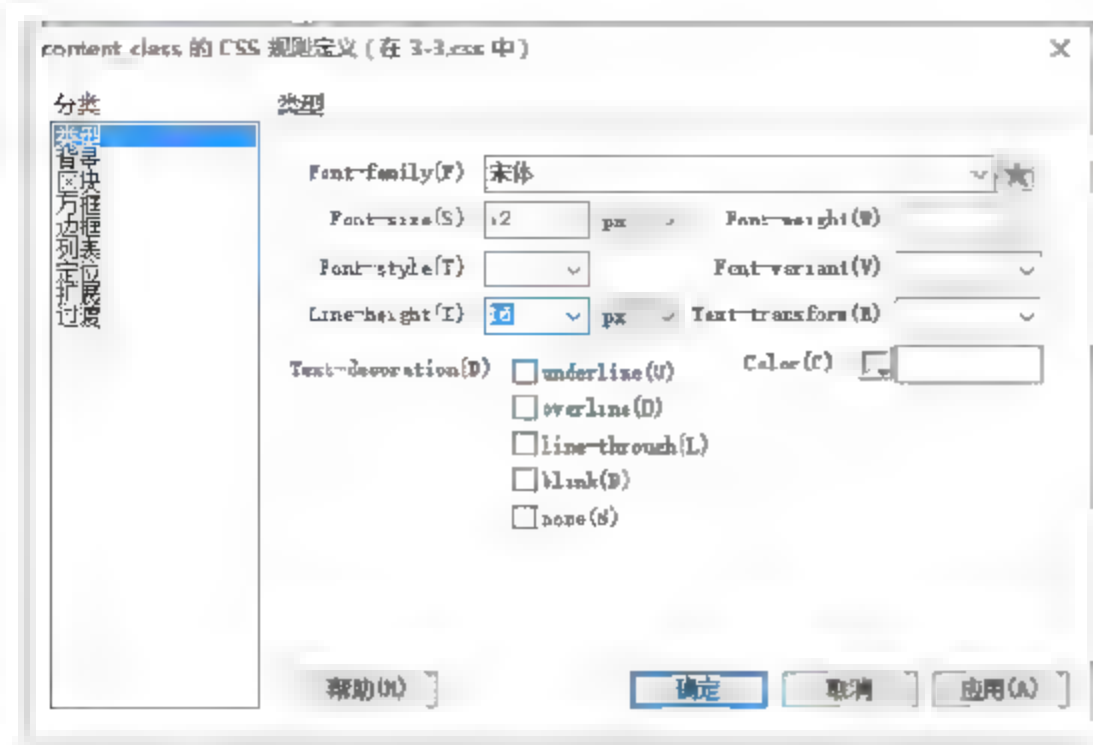 content class 的 CSS 规则定义 ( 在 3-3.css 中 )
分类
类型
背景
区块
方框
边框
列表
定位
扩展
过渡
类型
Font-family(F) 宋体
Font-size(S) px Font-weight(W)
Font-style(T) Font-variant(V)
Line-height(I) px Text-transform(R)
Text-decoration(D) underline(U) Color(C)
overline(O)
line-through(L)
blink(B)
none(N)
帮助(H) 确定 取消 应用(A)